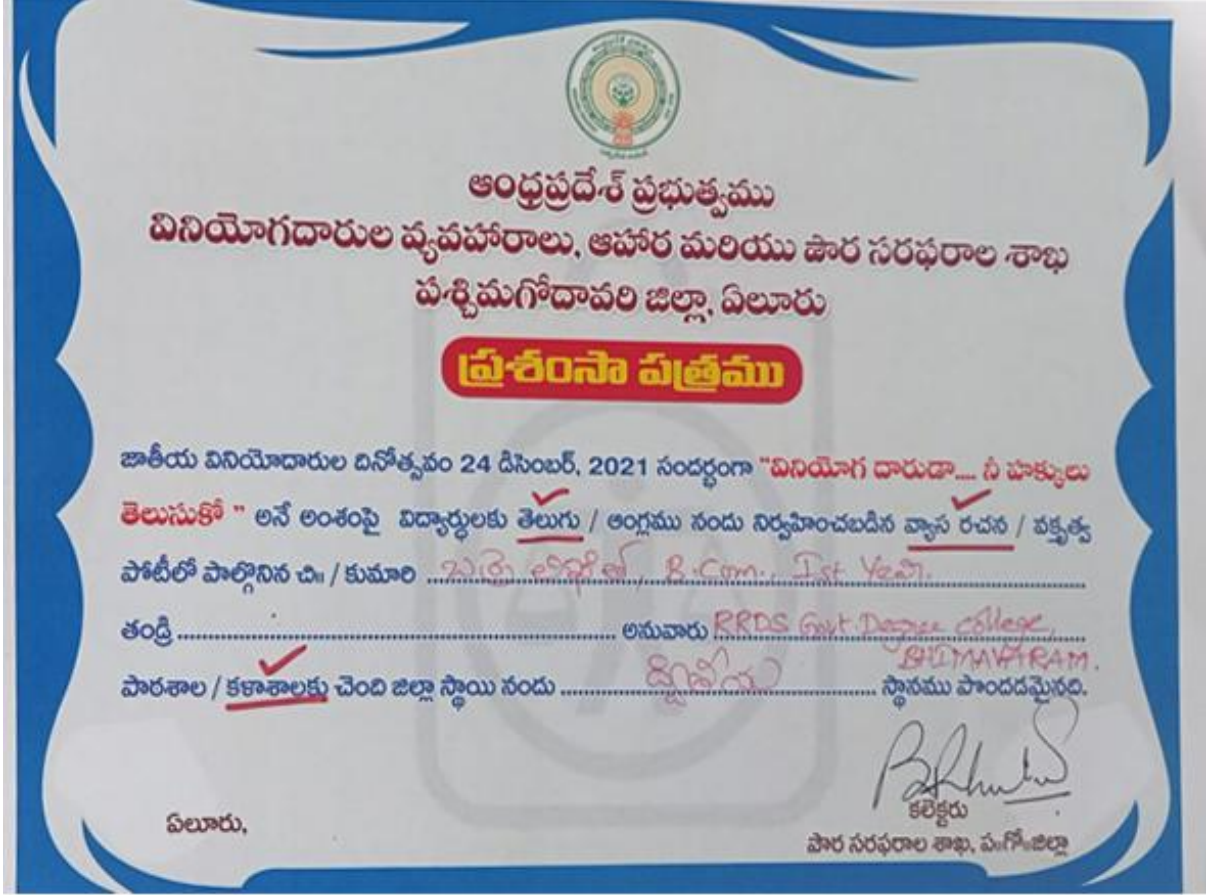 ఆంధ్రప్రదేశ్ ప్రభుత్వము
వినియోగదారుల వ్యవహారాలు, ఆహార మరియు పౌర సరఫరాల శాఖ
పశ్చిమగోదావరి జిల్లా, ఏలూరు
ప్రశంసా పత్రము
జాతీయ వినియోదారుల దినోత్సవం 24 డిసెంబర్, 2021 సందర్భంగా "వినియోగ దారుడా.... నీ హక్కులు
తెలుసుకో " అనే అంశంపై విద్యార్థులకు తెలుగు / ఆంగ్లము నందు నిర్వహించబడిన వ్యాస రచన / వక్తృత్వ
పోటీలో పాల్గొనిన చి॥ / కుమారి .......... B.Com., Ist Year.
తండ్రి .......... అనువారు RRDS Govt Degree College,
BHIMAVARAM.
పాఠశాల / కళాశాలకు చెంది జిల్లా స్థాయి నందు .......... ద్వితీయ .......... స్థానము పొందడమైనది.
కలెక్టరు
ఏలూరు,
పౌర సరఫరాల శాఖ, ప॥గో॥జిల్లా